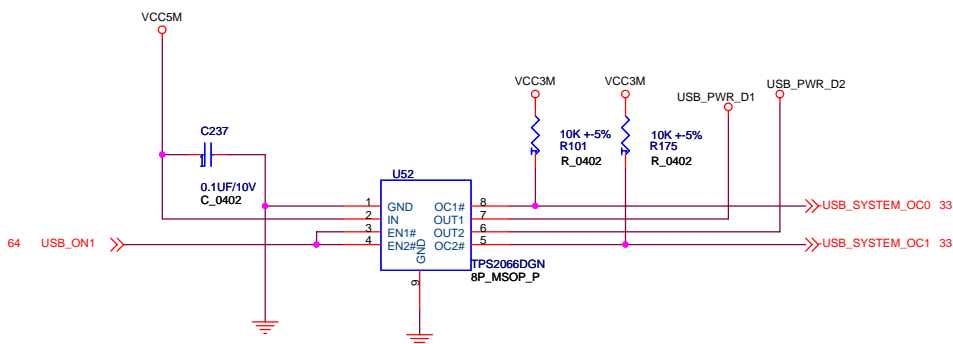 VCC5M
VCC3M
VCC3M
USB_PWR_D1
USB_PWR_D2
C237
0.1UF/10V
C_0402
10K +-5%
R101
R_0402
10K +-5%
R175
R_0402
U52
1 GND OC1# 8
2 IN OUT1 7
3 EN1# OUT2 6
4 EN2# OC2# 5
GND
9
TPS2066DGN
8P_MSOP_P
64 USB_ON1
USB_SYSTEM_OC0 33
USB_SYSTEM_OC1 33